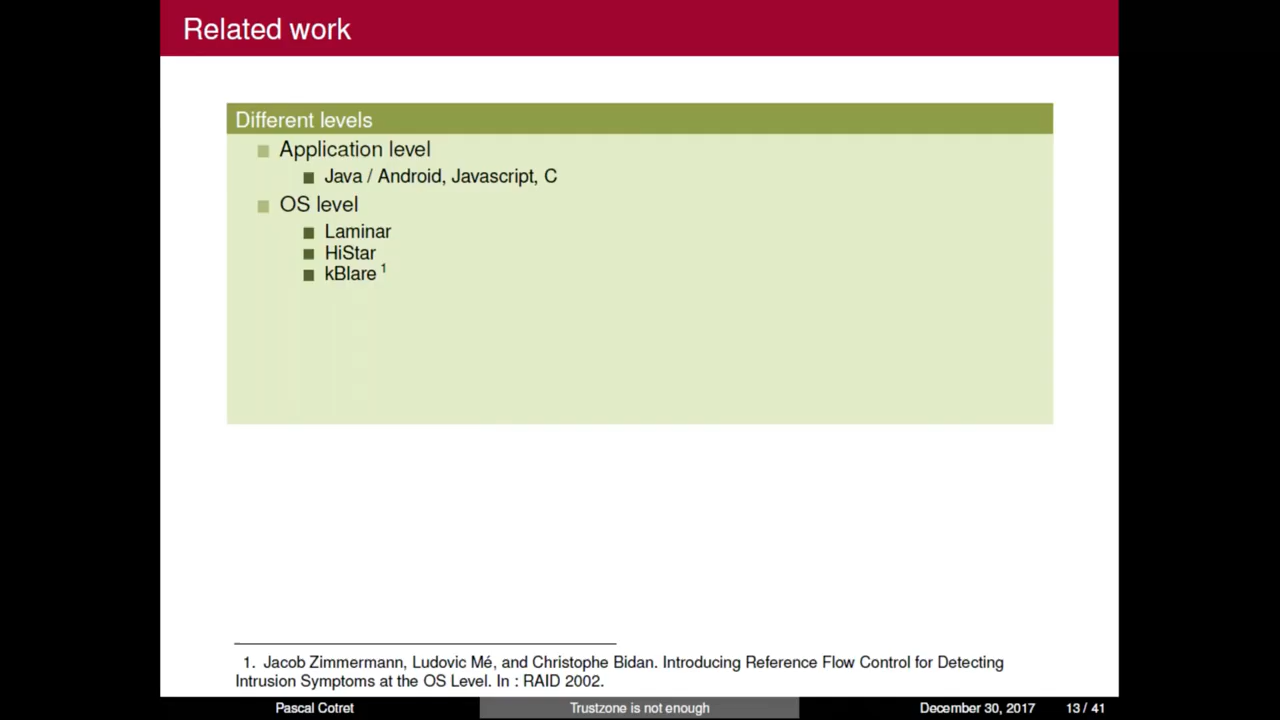 Related work
Different levels
Application level
Java / Android, Javascript, C
OS level
Laminar
HiStar
kBlare 1
1. Jacob Zimmermann, Ludovic Mé, and Christophe Bidan. Introducing Reference Flow Control for Detecting
Intrusion Symptoms at the OS Level. In : RAID 2002.
Pascal Cotret Trustzone is not enough December 30, 2017 13 / 41